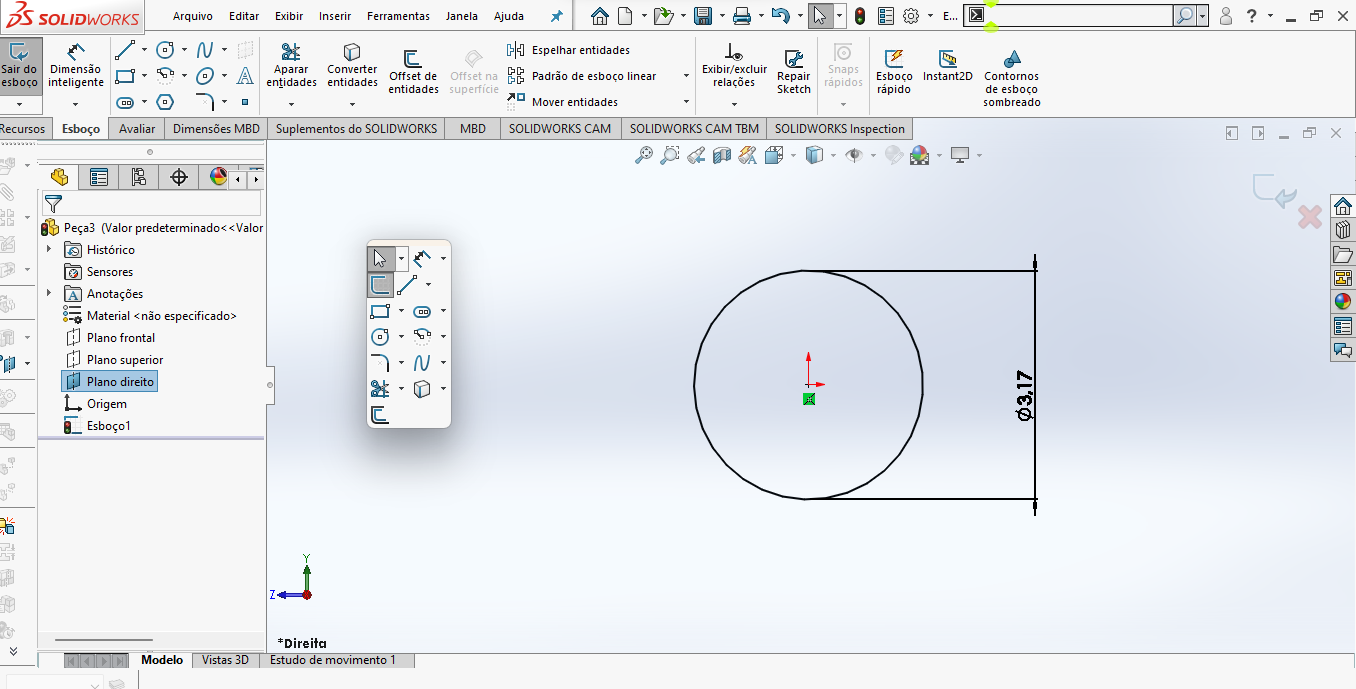 SOLIDWORKS Arquivo Editar Exibir Inserir Ferramentas Janela Ajuda E... ?
Sair do esboço
Dimensão inteligente
Aparar entidades
Converter entidades
Offset de entidades
Offset na superfície
Espelhar entidades
Padrão de esboço linear
Mover entidades
Exibir/excluir relações
Repair Sketch
Snaps rápidos
Esboço rápido
Instant2D
Contornos de esboço sombreado
Recursos Esboço Avaliar Dimensões MBD Suplementos do SOLIDWORKS MBD SOLIDWORKS CAM SOLIDWORKS CAM TBM SOLIDWORKS Inspection
Peça3 (Valor predeterminado<<Valor
Histórico
Sensores
Anotações
Material <não especificado>
Plano frontal
Plano superior
Plano direito
Origem
Esboço1
Ø3,17
Y
Z
*Direita
Modelo Vistas 3D Estudo de movimento 1